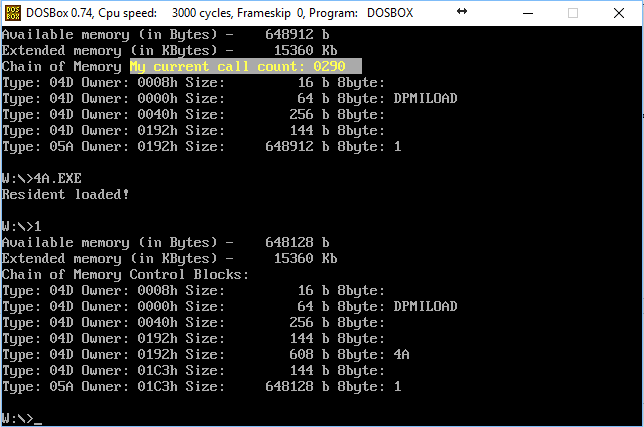 DOSBox 0.74, Cpu speed: 3000 cycles, Frameskip 0, Program: DOSBOX
Available memory (in Bytes) - 648912 b
Extended memory (in KBytes) - 15360 Kb
Chain of Memory My current call count: 0290
Type: 04D Owner: 0008h Size: 16 b 8byte:
Type: 04D Owner: 0000h Size: 64 b 8byte: DPMILOAD
Type: 04D Owner: 0040h Size: 256 b 8byte:
Type: 04D Owner: 0192h Size: 144 b 8byte:
Type: 05A Owner: 0192h Size: 648912 b 8byte: 1
W:\>4A.EXE
Resident loaded!
W:\>1
Available memory (in Bytes) - 648128 b
Extended memory (in KBytes) - 15360 Kb
Chain of Memory Control Blocks:
Type: 04D Owner: 0008h Size: 16 b 8byte:
Type: 04D Owner: 0000h Size: 64 b 8byte: DPMILOAD
Type: 04D Owner: 0040h Size: 256 b 8byte:
Type: 04D Owner: 0192h Size: 144 b 8byte:
Type: 04D Owner: 0192h Size: 608 b 8byte: 4A
Type: 04D Owner: 01C3h Size: 144 b 8byte:
Type: 05A Owner: 01C3h Size: 648128 b 8byte: 1
W:\>_